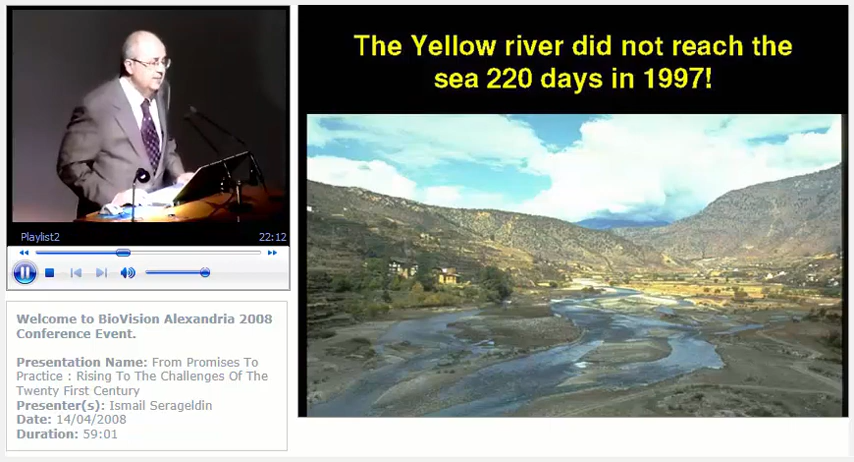 The Yellow river did not reach the
sea 220 days in 1997!
Playlist2
22:12
Welcome to BioVision Alexandria 2008
Conference Event.
Presentation Name: From Promises To
Practice : Rising To The Challenges Of The
Twenty First Century
Presenter(s): Ismail Serageldin
Date: 14/04/2008
Duration: 59:01